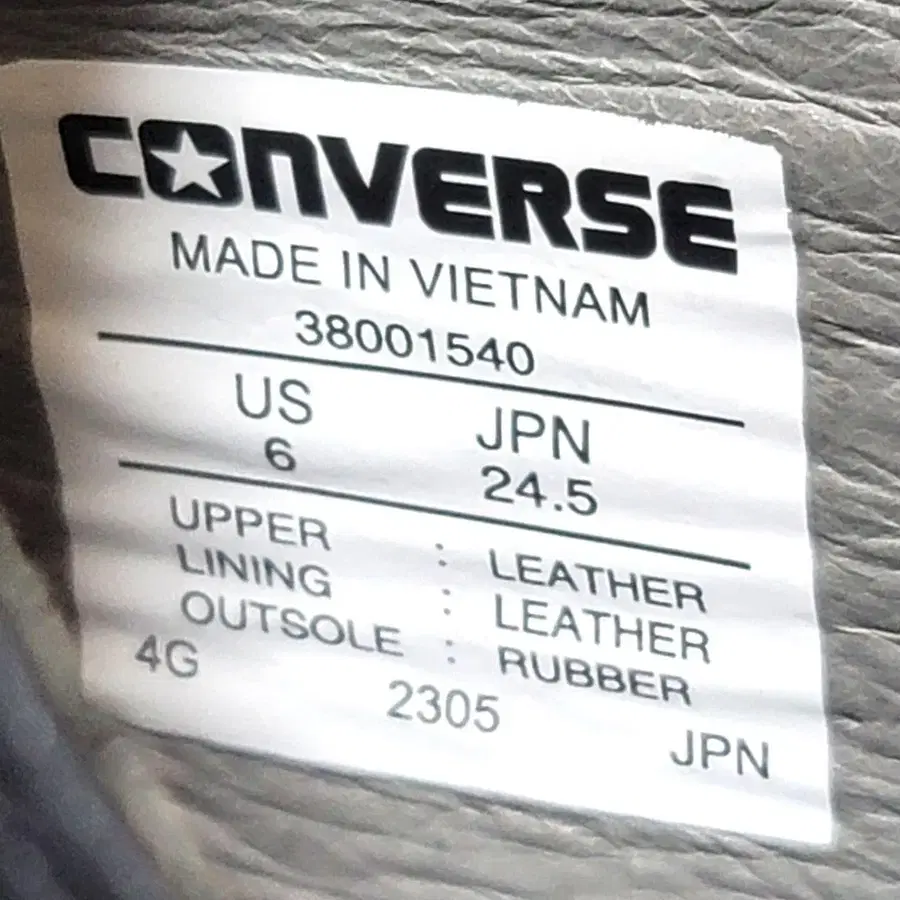 CONVERSE
MADE IN VIETNAM
38001540
US JPN
6 24.5
UPPER : LEATHER
LINING : LEATHER
OUTSOLE : RUBBER
4G 2305 JPN